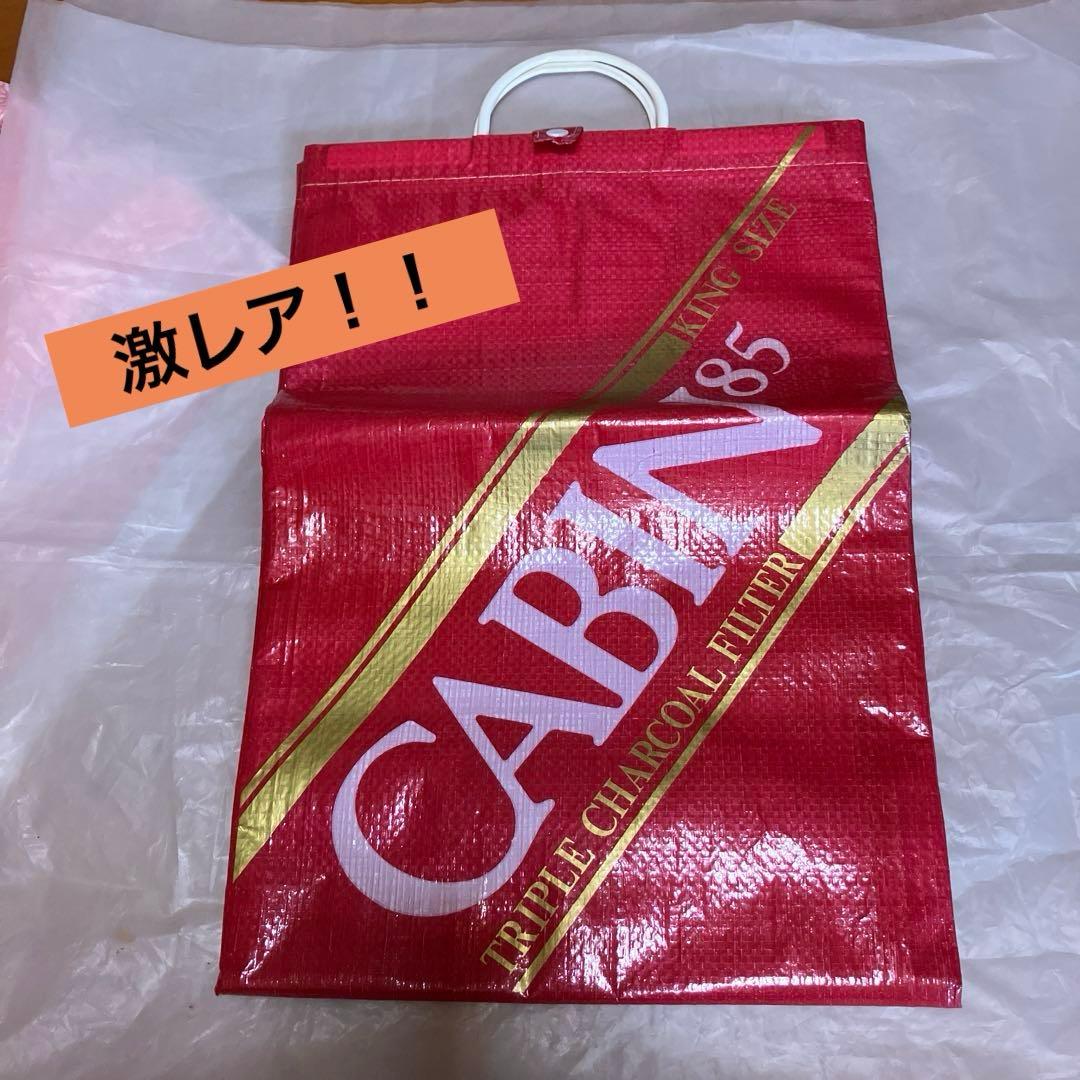 激レア！！
KING SIZE
CABIN 85
TRIPLE CHARCOAL FILTER